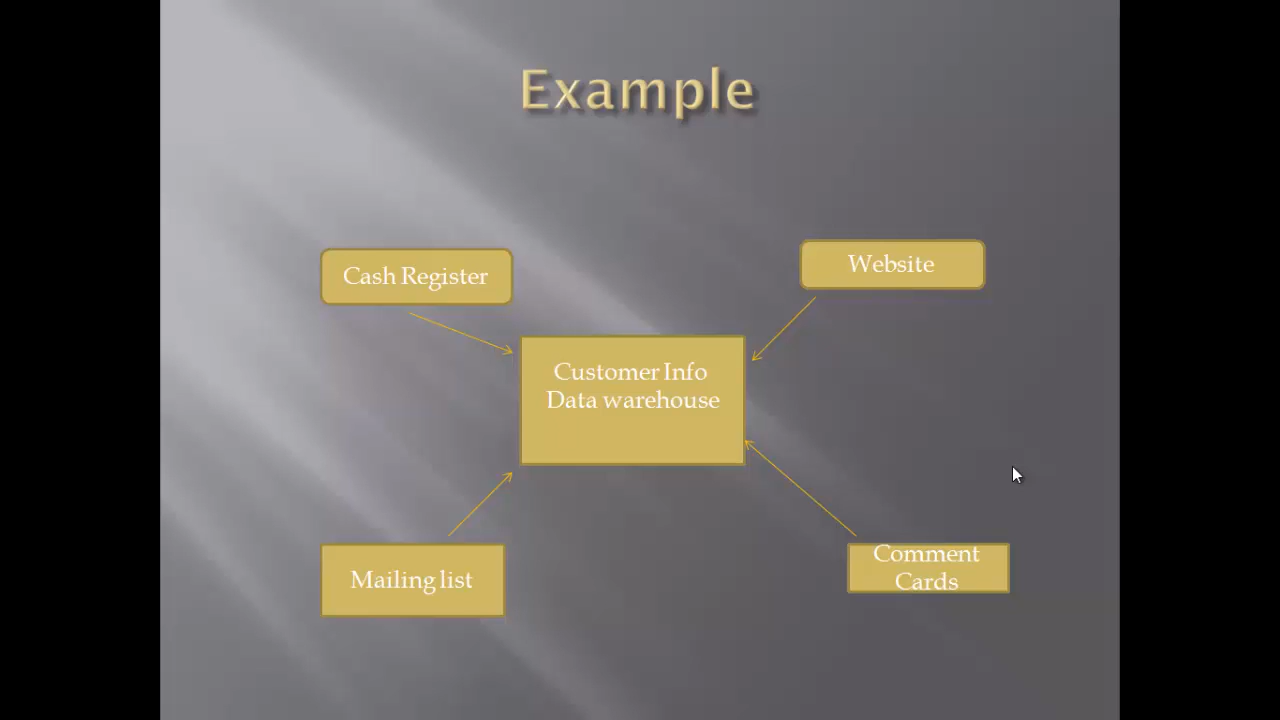 Example
Cash Register
Website
Customer Info
Data warehouse
Mailing list
Comment
Cards